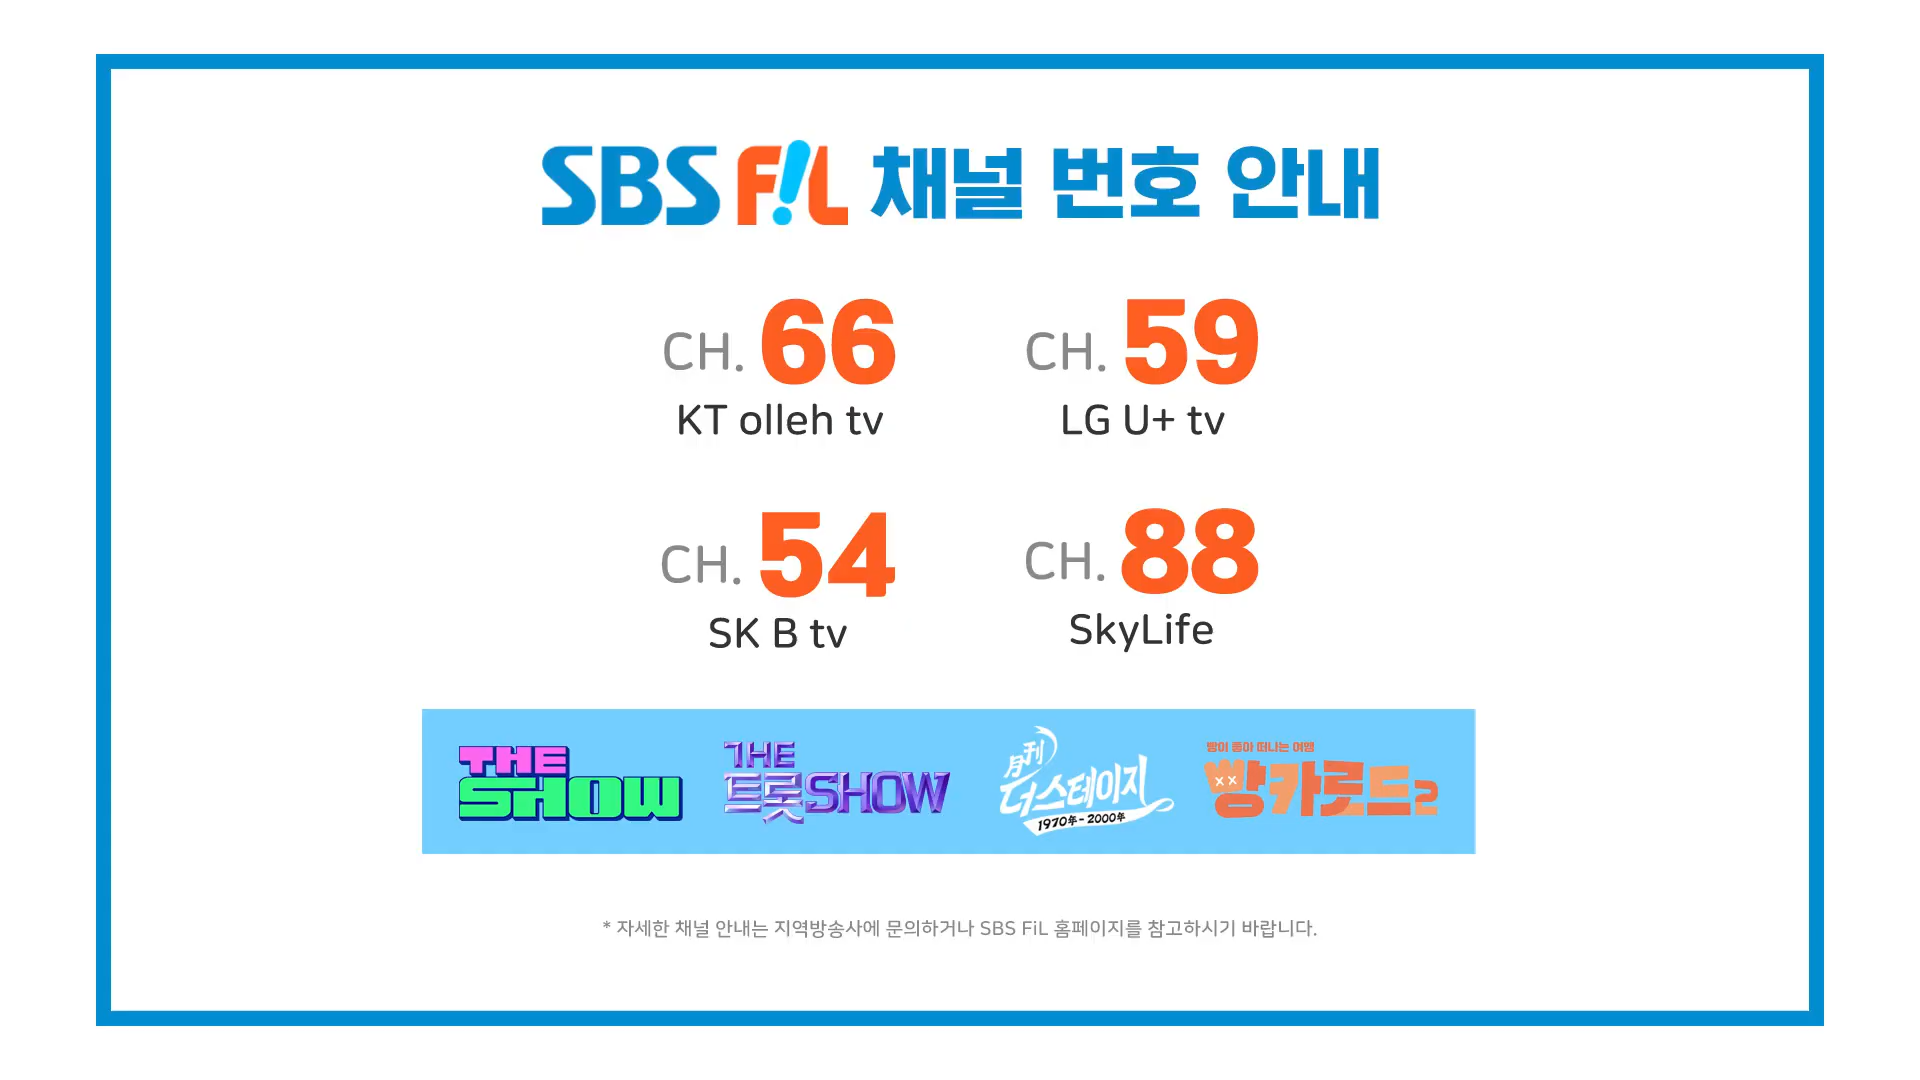 SBS F!L 채널 번호 안내
CH. 66
KT olleh tv
CH. 59
LG U+ tv
CH. 54
SK B tv
CH. 88
SkyLife
THE
SHOW
THE
트롯SHOW
月刊
더스테이지
1970年-2000年
빵이 좋아 떠나는 여행
빵카로드2
* 자세한 채널 안내는 지역방송사에 문의하거나 SBS FiL 홈페이지를 참고하시기 바랍니다.